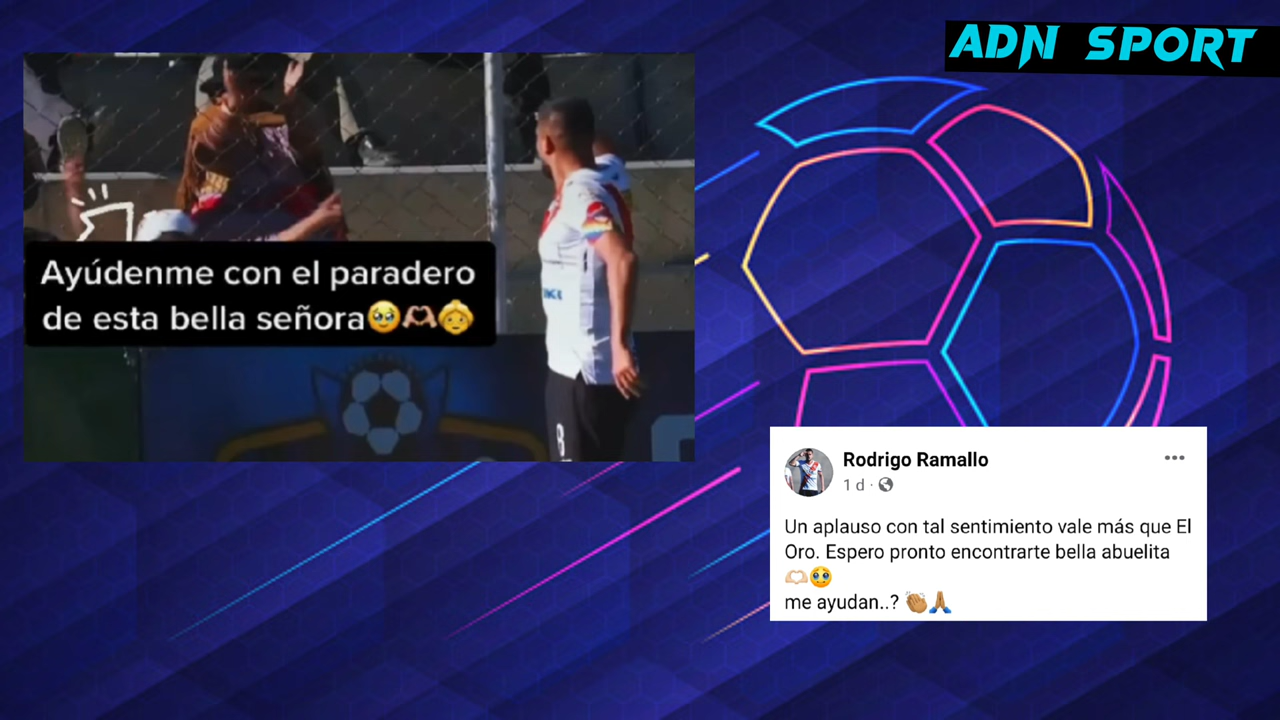 ADN SPORT
Ayúdenme con el paradero
de esta bella señora🥹🫶🏼👵
8
Rodrigo Ramallo
1 d ·
Un aplauso con tal sentimiento vale más que El
Oro. Espero pronto encontrarte bella abuelita
🫶🏻🥹
me ayudan..? 👏🏽🙏🏽